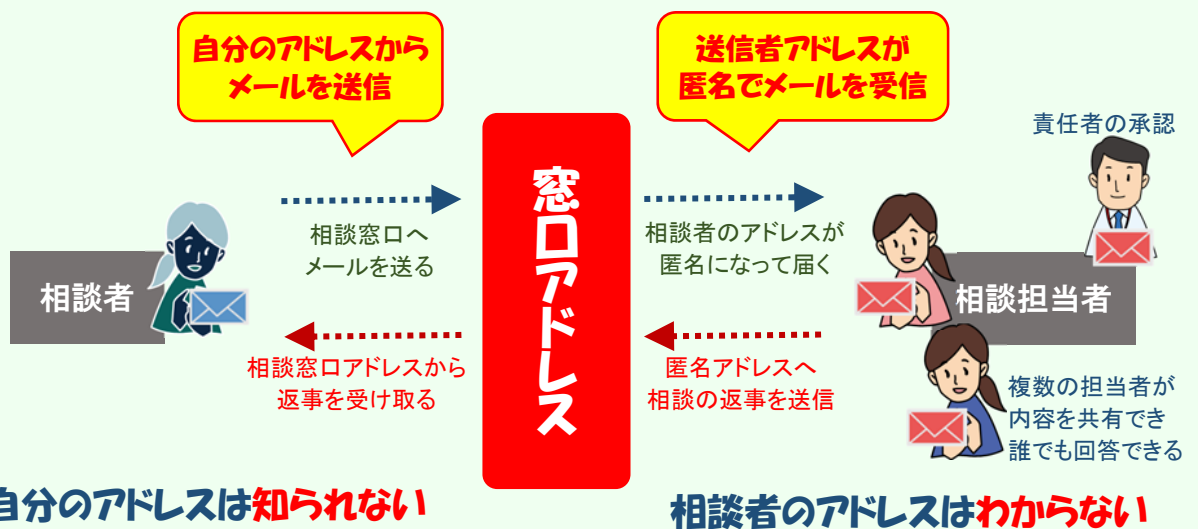 自分のアドレスから
メールを送信
送信者アドレスが
匿名でメールを受信
責任者の承認
窓口アドレス
相談窓口へ
メールを送る
相談者のアドレスが
匿名になって届く
相談者
相談担当者
相談窓口アドレスから
返事を受け取る
匿名アドレスへ
相談の返事を送信
複数の担当者が
内容を共有でき
誰でも回答できる
自分のアドレスは知られない
相談者のアドレスはわからない